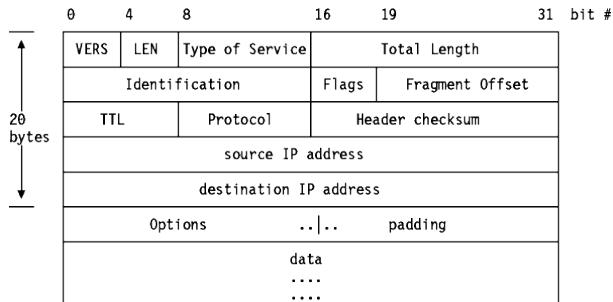 0 4 8 16 19 31 bit #
VERS LEN Type of Service Total Length
Identification Flags Fragment Offset
20 bytes
TTL Protocol Header checksum
source IP address
destination IP address
Options ..|.. padding
data
....
....